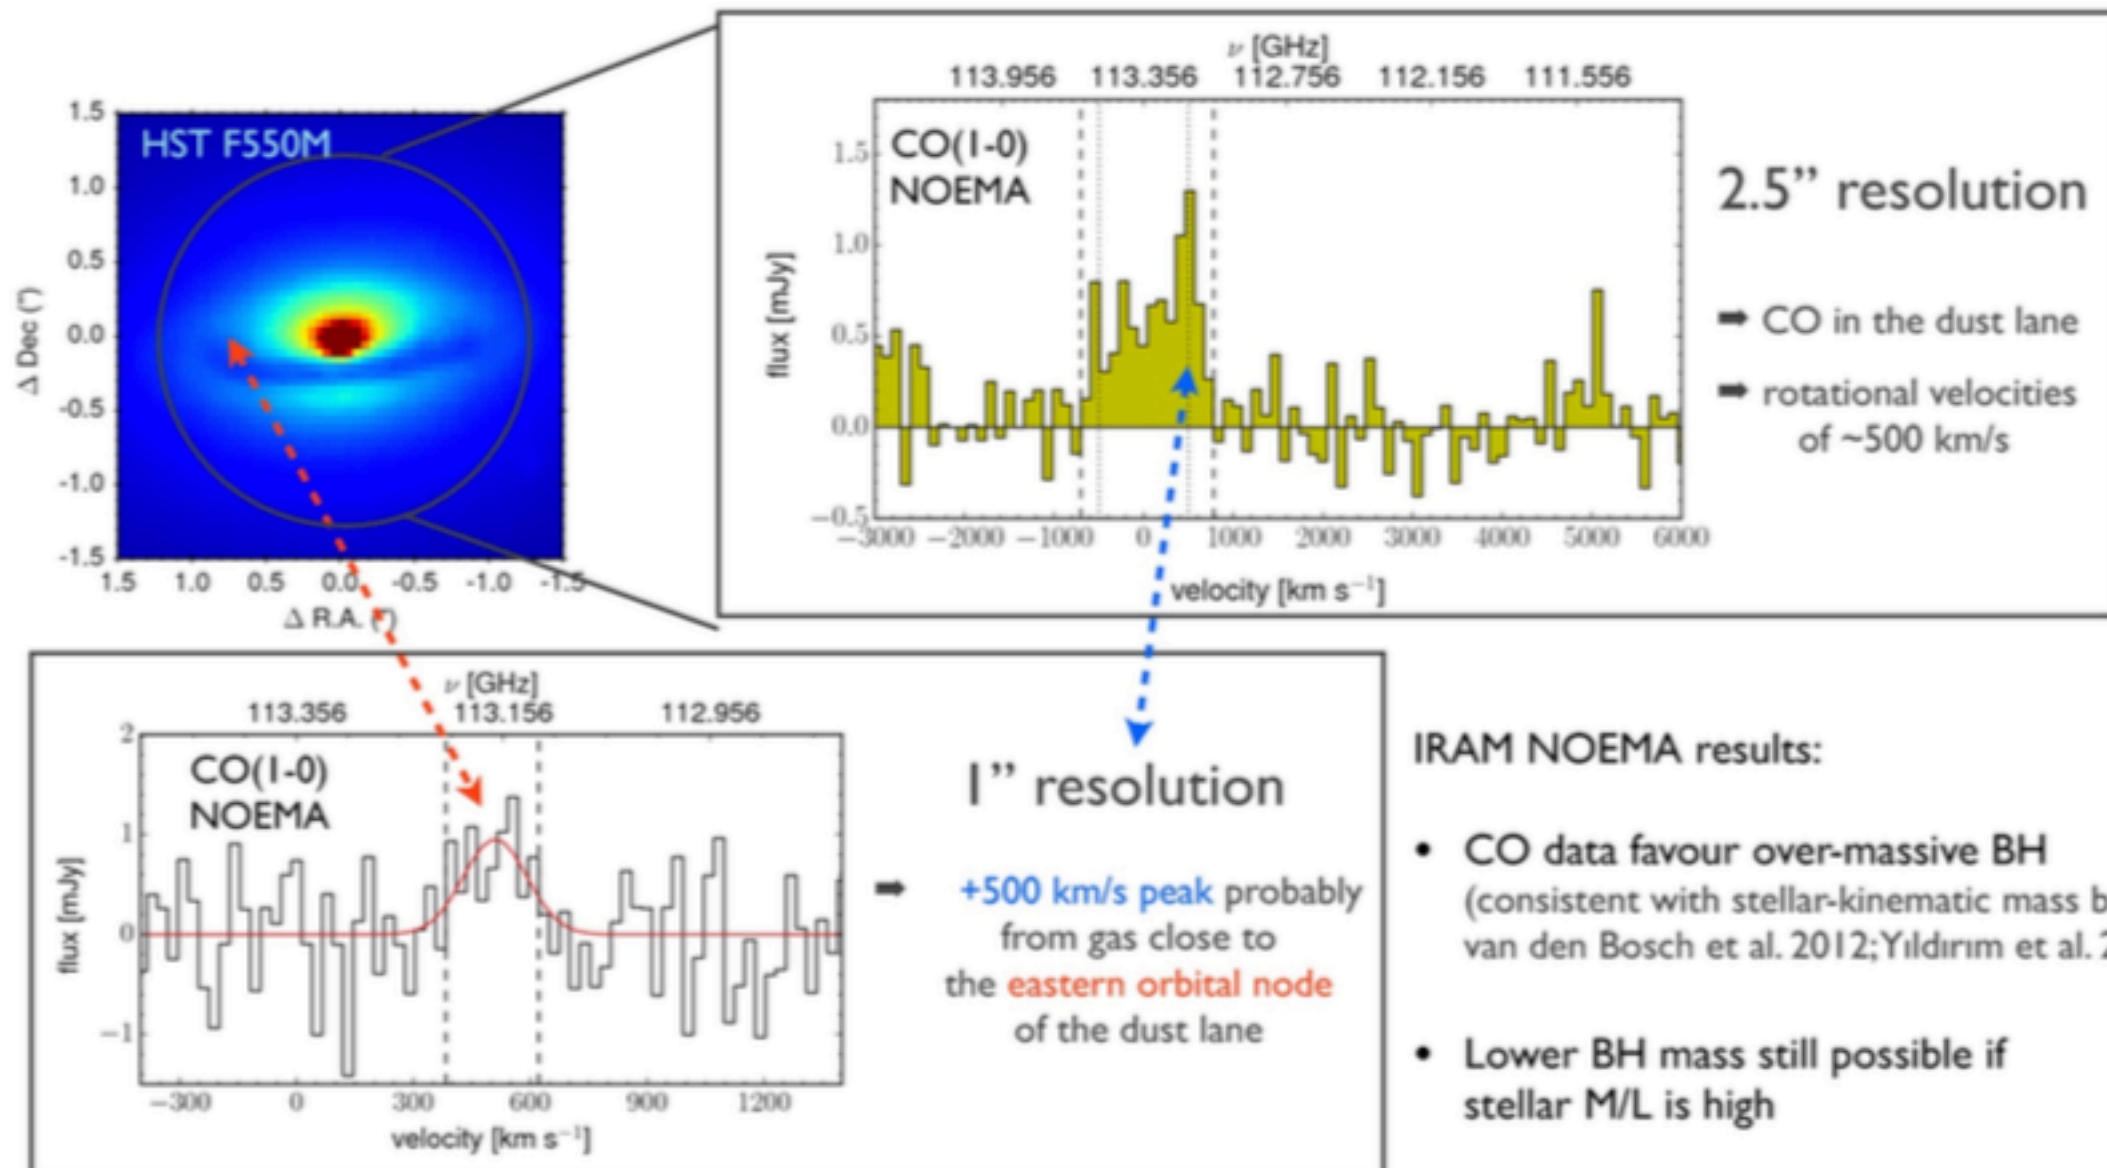 HST F550M
1.5
1.0
0.5
0.0
-0.5
-1.0
-1.5
Δ Dec (")
1.5 1.0 0.5 0.0 -0.5 -1.0 -1.5
Δ R.A. (")
ν [GHz]
113.956 113.356 112.756 112.156 111.556
CO(1-0)
NOEMA
1.5
1.0
0.5
0.0
−0.5
flux [mJy]
−3000 −2000 −1000 0 1000 2000 3000 4000 5000 6000
velocity [km s⁻¹]
2.5” resolution
➡ CO in the dust lane
➡ rotational velocities
of ~500 km/s
ν [GHz]
113.356 113.156 112.956
CO(1-0)
NOEMA
2
1
0
−1
flux [mJy]
−300 0 300 600 900 1200
velocity [km s⁻¹]
1” resolution
➡ +500 km/s peak probably
from gas close to
the eastern orbital node
of the dust lane
IRAM NOEMA results:
• CO data favour over-massive BH
(consistent with stellar-kinematic mass
van den Bosch et al. 2012; Yıldırım et al.
• Lower BH mass still possible if
stellar M/L is high